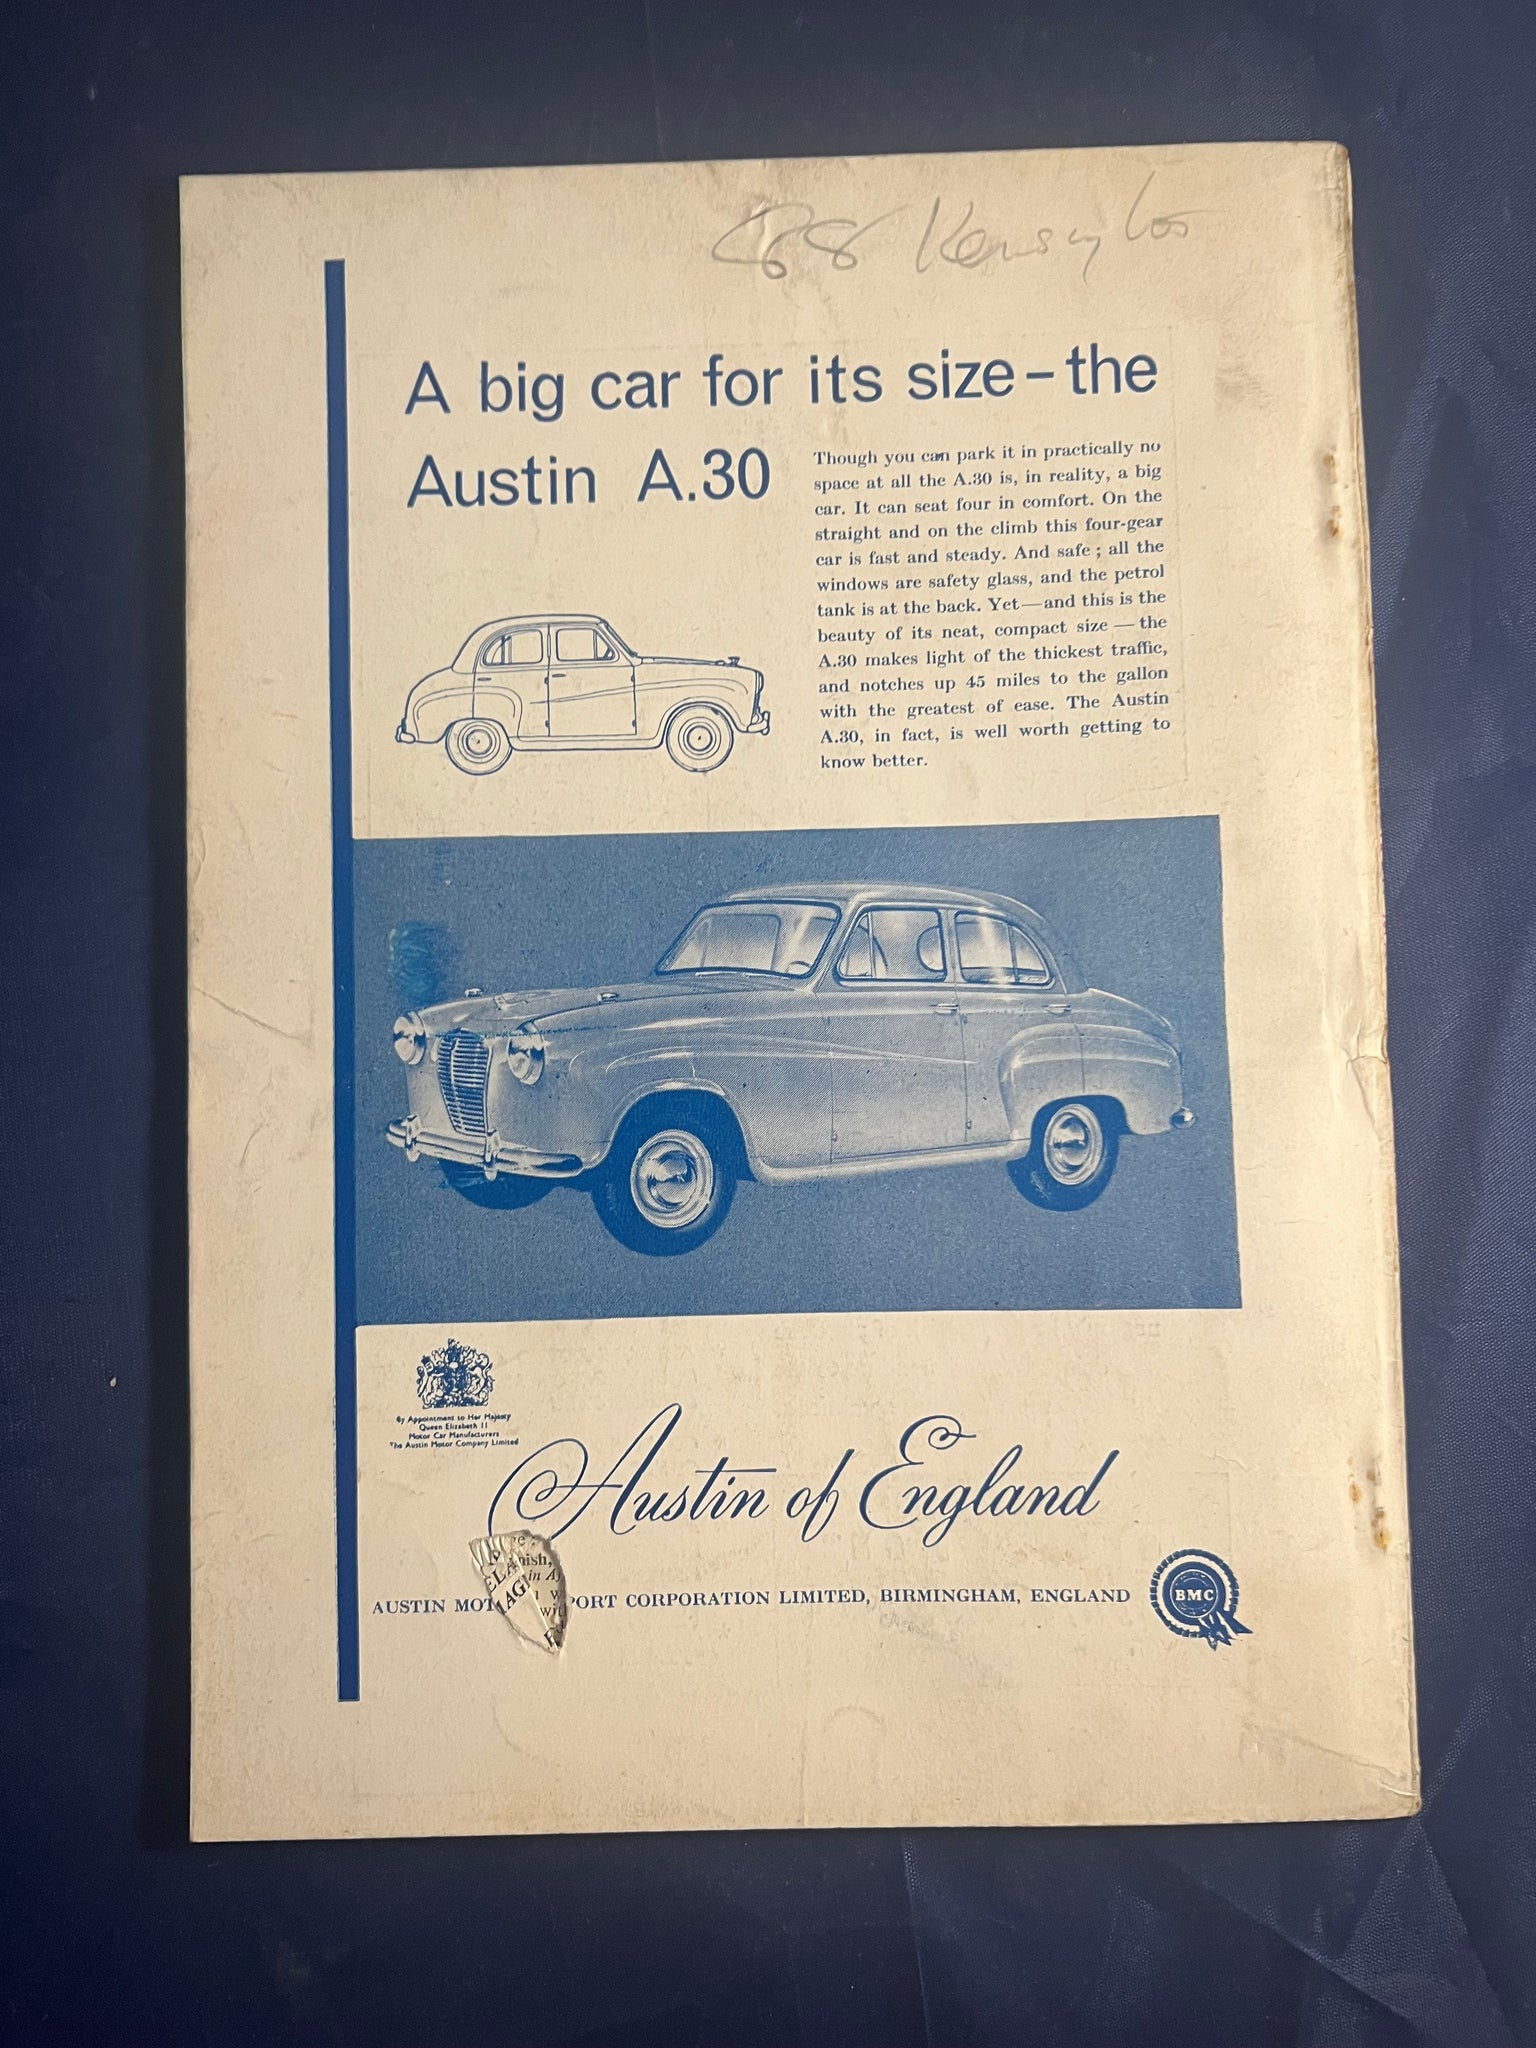 88 Kensington
A big car for its size – the
Austin A.30
Though you can park it in practically no
space at all the A.30 is, in reality, a big
car. It can seat four in comfort. On the
straight and on the climb this four-gear
car is fast and steady. And safe ; all the
windows are safety glass, and the petrol
tank is at the back. Yet — and this is the
beauty of its neat, compact size — the
A.30 makes light of the thickest traffic,
and notches up 45 miles to the gallon
with the greatest of ease. The Austin
A.30, in fact, is well worth getting to
know better.
By Appointment to Her Majesty
Queen Elizabeth II
Motor Car Manufacturers
The Austin Motor Company Limited
Austin of England
nish,
in A
AUSTIN MOT PORT CORPORATION LIMITED, BIRMINGHAM, ENGLAND
BMC